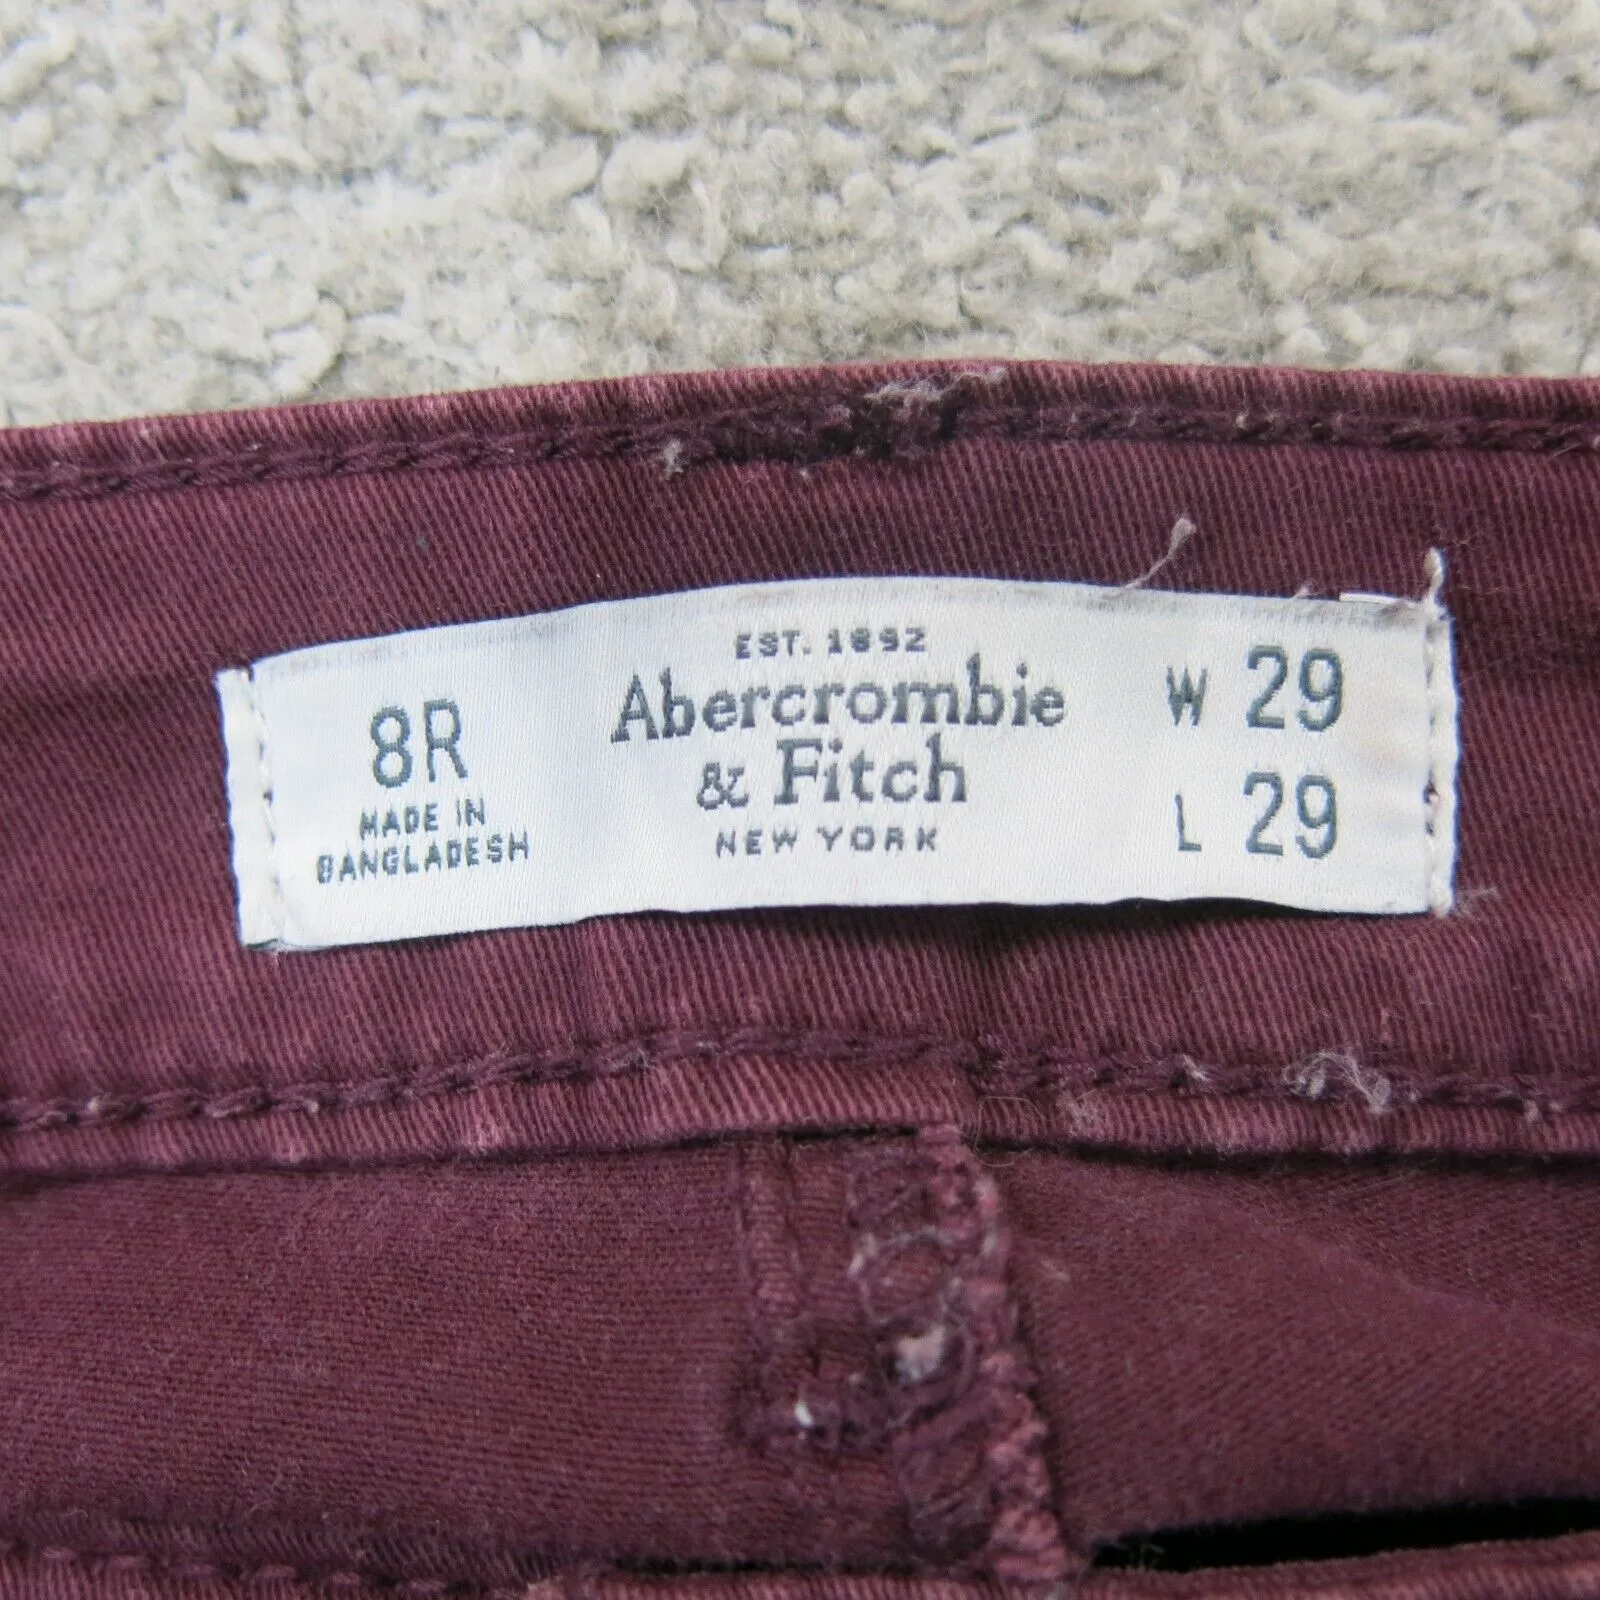 8R
MADE IN
BANGLADESH
EST. 1892
Abercrombie
& Fitch
NEW YORK
W 29
L 29